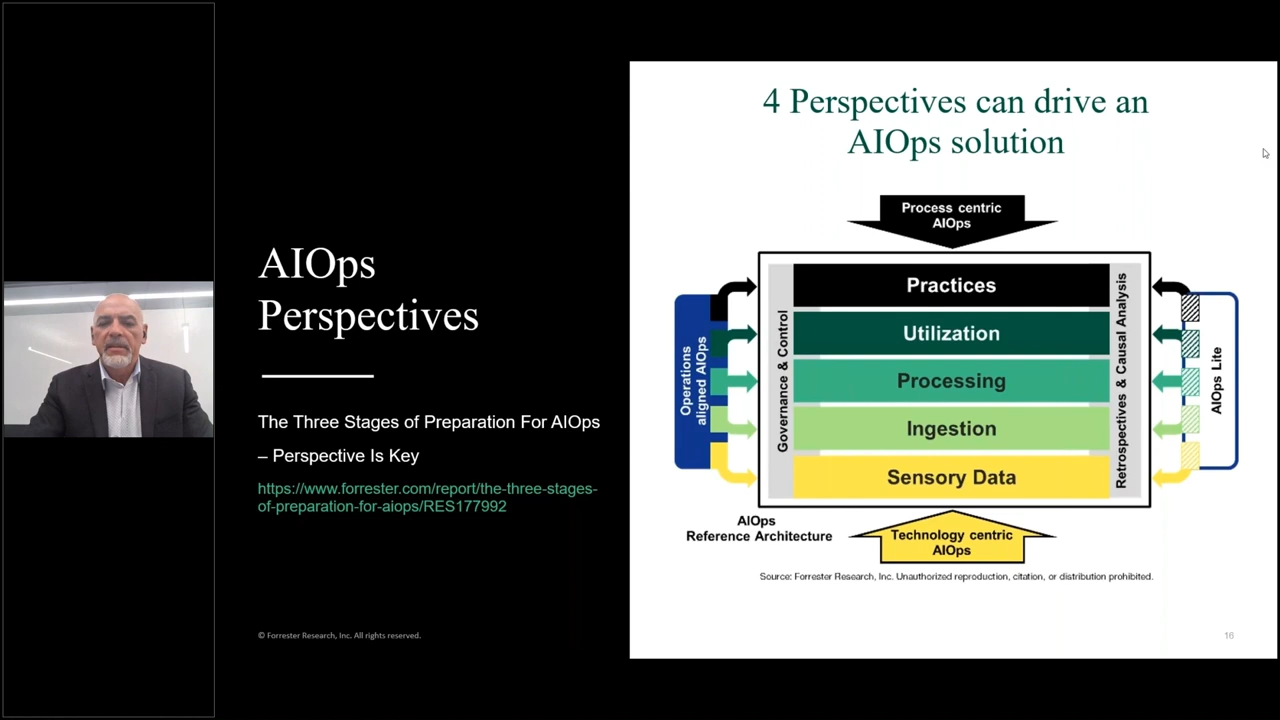 AIOps
Perspectives
The Three Stages of Preparation For AIOps
– Perspective Is Key
https://www.forrester.com/report/the-three-stages-
of-preparation-for-aiops/RES177992
© Forrester Research, Inc. All rights reserved.
4 Perspectives can drive an
AIOps solution
Process centric
AIOps
Operations
aligned AIOps
Governance & Control
Practices
Utilization
Processing
Ingestion
Sensory Data
Retrospectives & Causal Analysis
AIOps Lite
AIOps
Reference Architecture
Technology centric
AIOps
Source: Forrester Research, Inc. Unauthorized reproduction, citation, or distribution prohibited.
16